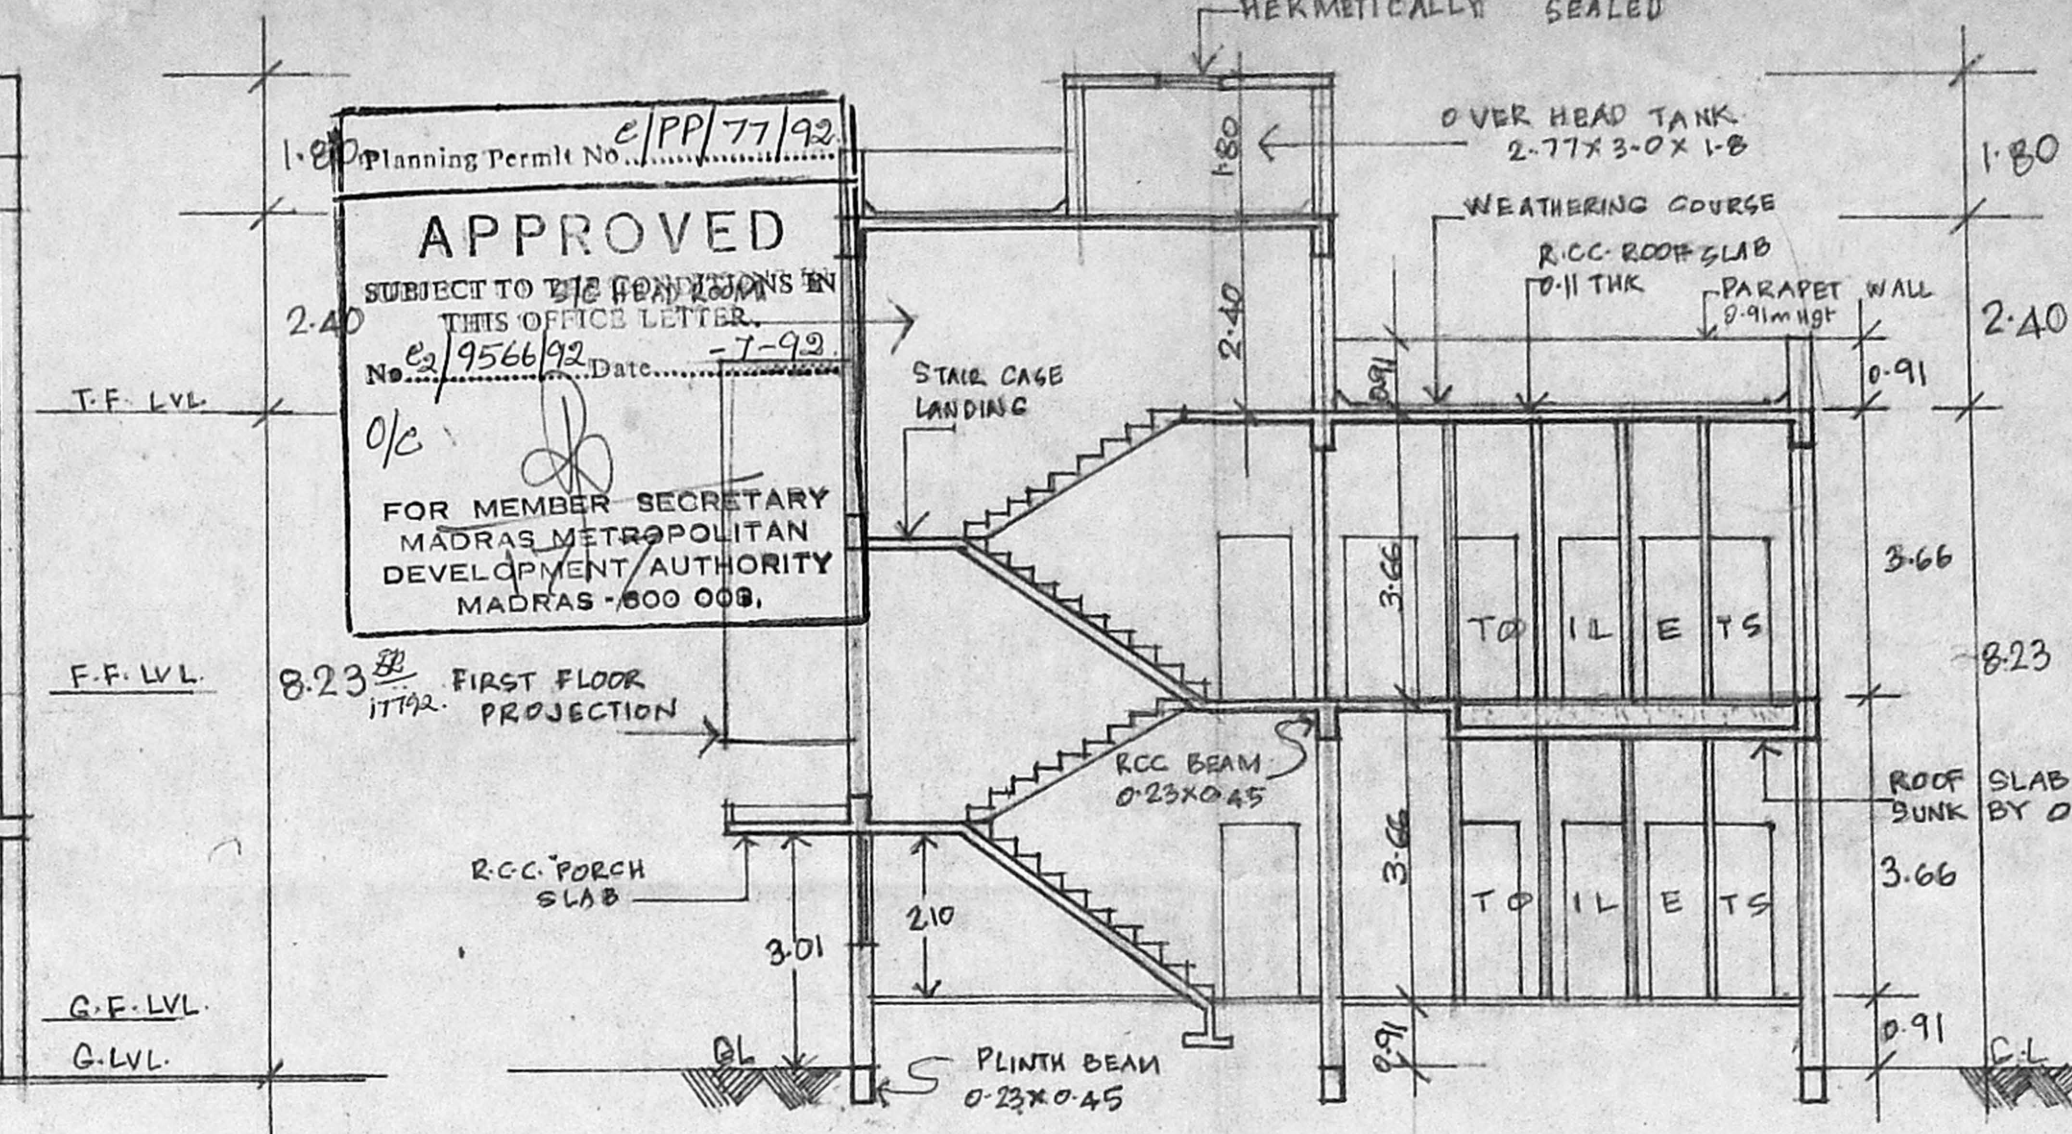 HERMETICALLY SEALED
1.80
Planning Permit No. C/PP/77/92
APPROVED
SUBJECT TO THE CONDITIONS IN
THIS OFFICE LETTER.
S/C HEAD ROOM
No. C2/9566/92 Date -7-92
O/C
FOR MEMBER SECRETARY
MADRAS METROPOLITAN
DEVELOPMENT AUTHORITY
MADRAS - 600 008.
2.40
T.F. LVL.
F.F. LVL.
8.23
FIRST FLOOR
PROJECTION
R.C.C. PORCH
SLAB
G.F. LVL.
G. LVL.
3.01
210
GL
PLINTH BEAM
0.23X0.45
STAIR CASE
LANDING
RCC BEAM
0.23X0.45
1.80
2.40
OVER HEAD TANK
2.77X3.0X1.8
WEATHERING COURSE
R.C.C. ROOF SLAB
0.11 THK
PARAPET WALL
0.91m Hgt
0.91
3.66
3.66
0.91
TOILETS
TOILETS
1.80
2.40
0.91
3.66
8.23
ROOF SLAB
SUNK BY
3.66
0.91
G.L